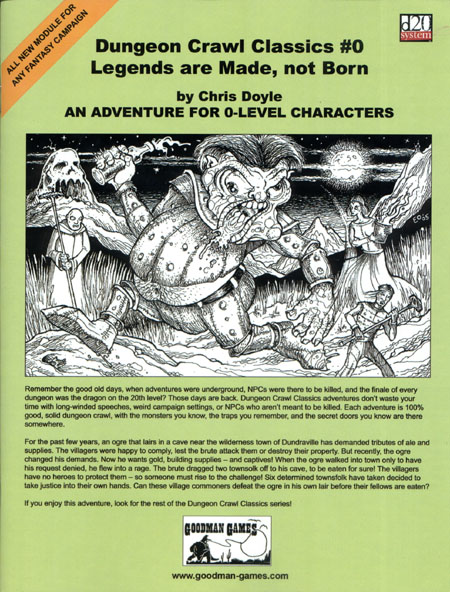 ALL NEW MODULE FOR
ANY FANTASY CAMPAIGN
d20
system
Dungeon Crawl Classics #0
Legends are Made, not Born
by Chris Doyle
AN ADVENTURE FOR 0-LEVEL CHARACTERS
Remember the good old days, when adventures were underground, NPCs were there to be killed, and the finale of every
dungeon was the dragon on the 20th level? Those days are back. Dungeon Crawl Classics adventures don't waste your
time with long-winded speeches, weird campaign settings, or NPCs who aren't meant to be killed. Each adventure is 100%
good, solid dungeon crawl, with the monsters you know, the traps you remember, and the secret doors you know are there
somewhere.
For the past few years, an ogre that lairs in a cave near the wilderness town of Dundraville has demanded tributes of ale and
supplies. The villagers were happy to comply, lest the brute attack them or destroy their property. But recently, the ogre
changed his demands. Now he wants gold, building supplies – and captives! When the ogre walked into town only to have
his request denied, he flew into a rage. The brute dragged two townsolk off to his cave, to be eaten for sure! The villagers
have no heroes to protect them – so someone must rise to the challenge! Six determined townsfolk have taken decided to
take justice into their own hands. Can these village commoners defeat the ogre in his own lair before their fellows are eaten?
If you enjoy this adventure, look for the rest of the Dungeon Crawl Classics series!
GOODMAN GAMES
www.goodman-games.com